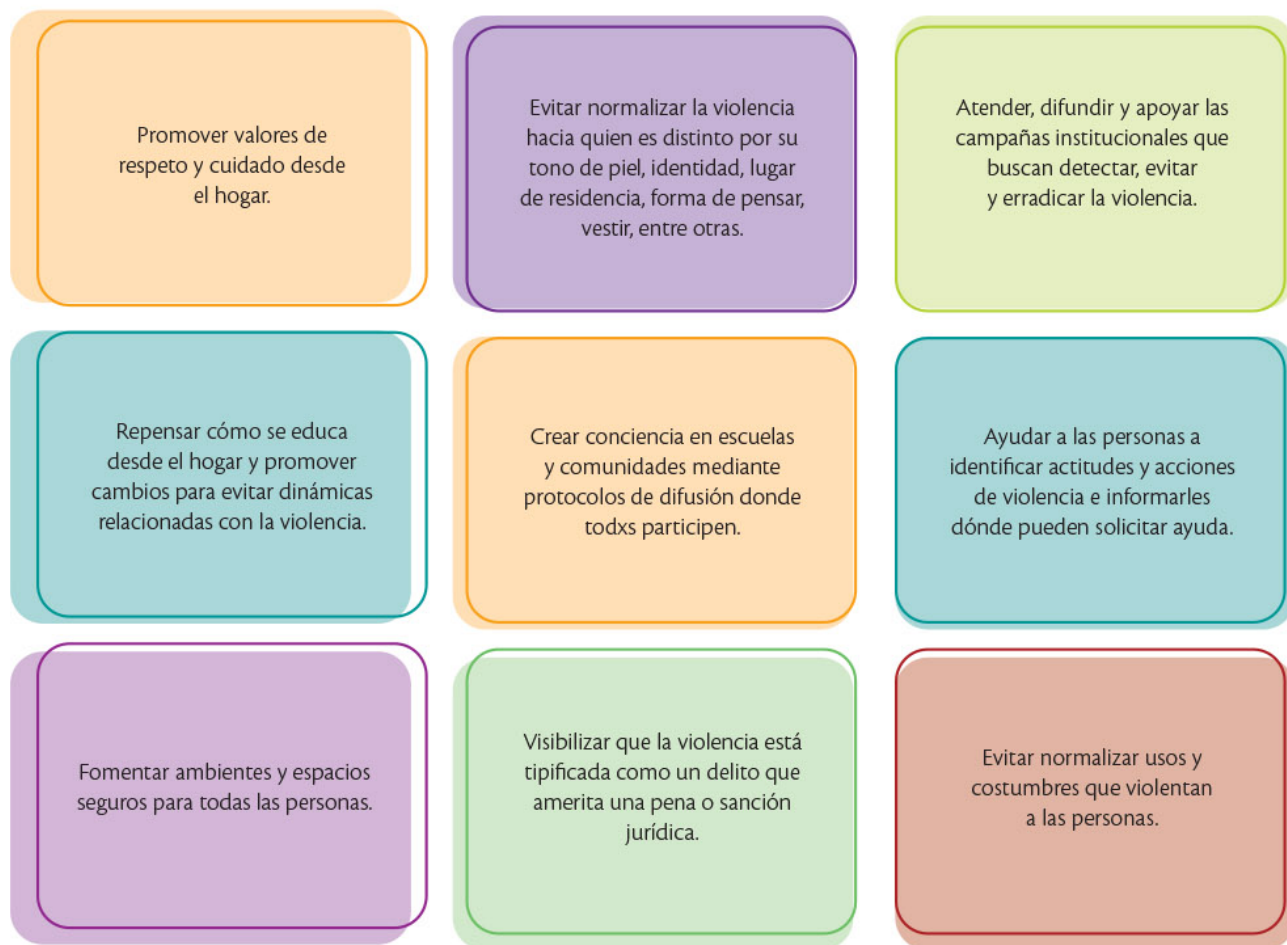 Promover valores de
respeto y cuidado desde
el hogar.
Evitar normalizar la violencia
hacia quien es distinto por su
tono de piel, identidad, lugar
de residencia, forma de pensar,
vestir, entre otras.
Atender, difundir y apoyar las
campañas institucionales que
buscan detectar, evitar
y erradicar la violencia.
Repensar cómo se educa
desde el hogar y promover
cambios para evitar dinámicas
relacionadas con la violencia.
Crear conciencia en escuelas
y comunidades mediante
protocolos de difusión donde
todxs participen.
Ayudar a las personas a
identificar actitudes y acciones
de violencia e informarles
dónde pueden solicitar ayuda.
Fomentar ambientes y espacios
seguros para todas las personas.
Visibilizar que la violencia está
tipificada como un delito que
amerita una pena o sanción
jurídica.
Evitar normalizar usos y
costumbres que violentan
a las personas.